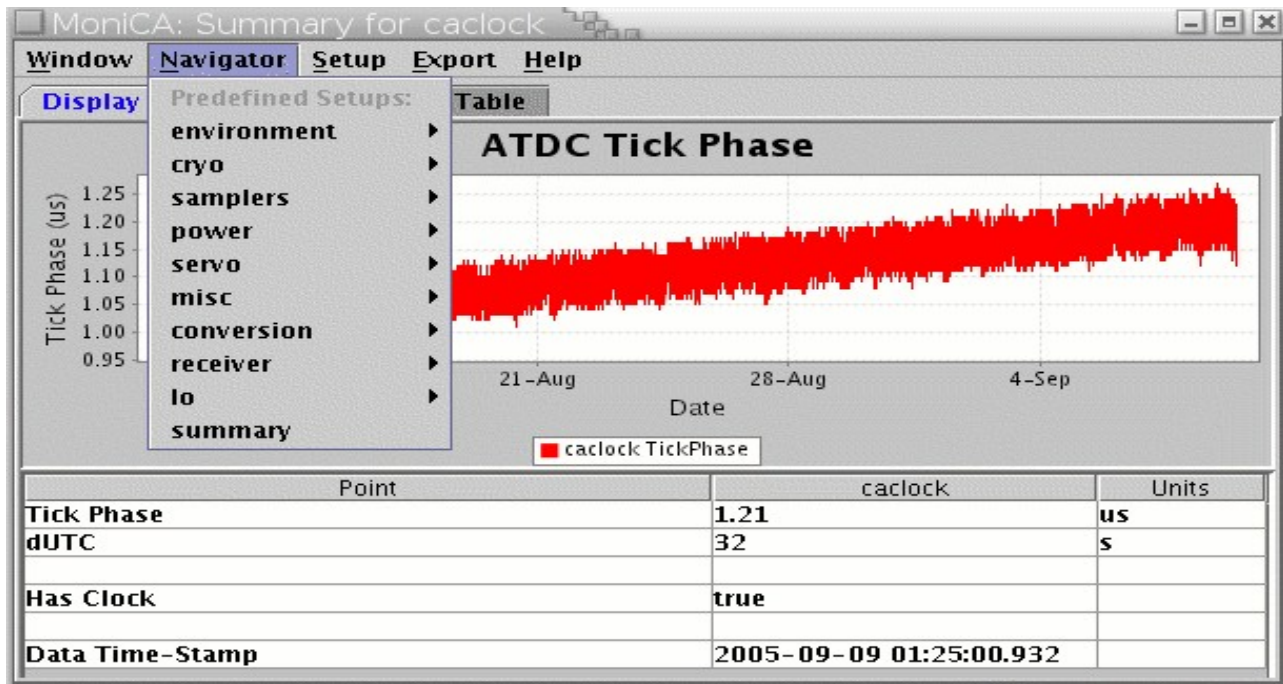 MoniCA: Summary for caclock
Window Navigator Setup Export Help
Display Table
Predefined Setups:
environment
cryo
samplers
power
servo
misc
conversion
receiver
lo
summary
ATDC Tick Phase
Tick Phase (us)
1.25
1.20
1.15
1.10
1.05
1.00
0.95
21-Aug 28-Aug 4-Sep
Date
caclock TickPhase
Point caclock Units
Tick Phase 1.21 us
dUTC 32 s
Has Clock true
Data Time-Stamp 2005-09-09 01:25:00.932